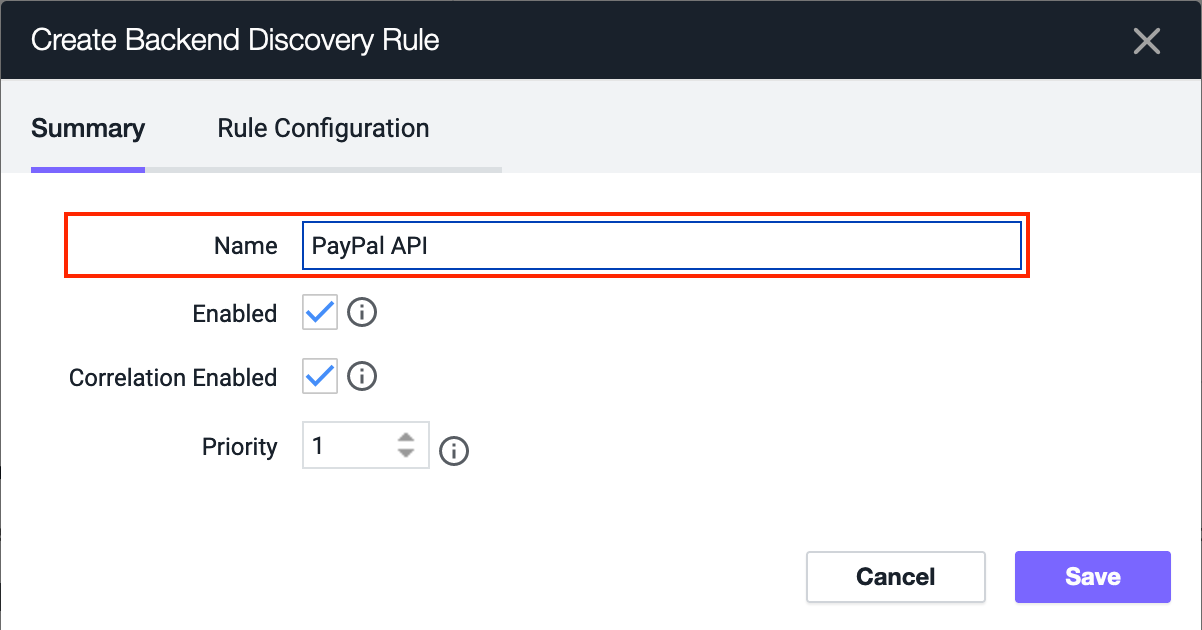 Create Backend Discovery Rule
Summary Rule Configuration
Name PayPal API
Enabled
Correlation Enabled
Priority 1
Cancel Save